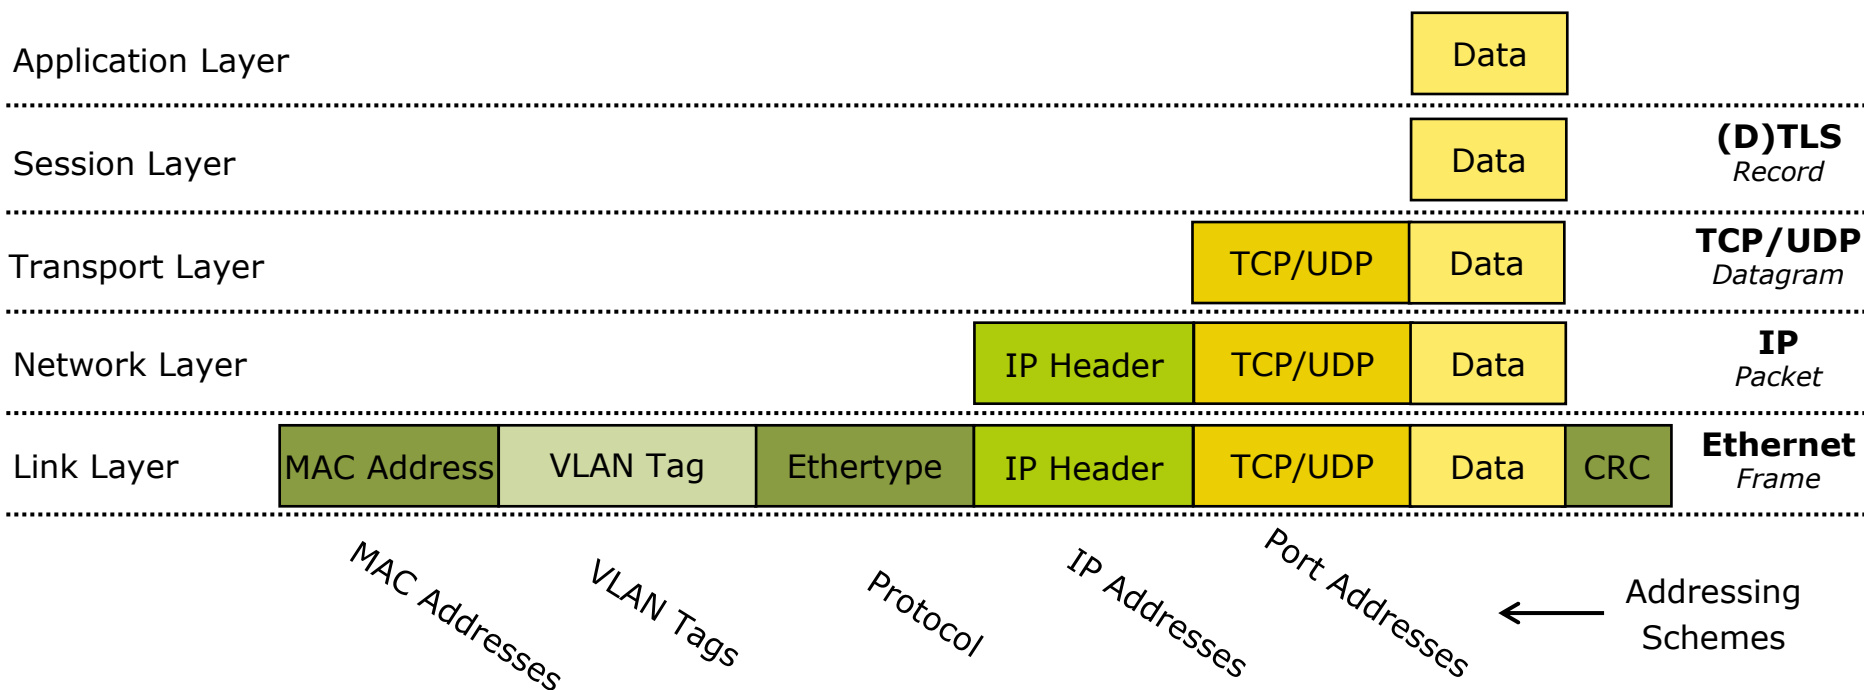 Application Layer
Data
Session Layer
Data
(D)TLS
Record
Transport Layer
TCP/UDP
Data
TCP/UDP
Datagram
Network Layer
IP Header
TCP/UDP
Data
IP
Packet
Link Layer
MAC Address
VLAN Tag
Ethertype
IP Header
TCP/UDP
Data
CRC
Ethernet
Frame
MAC Addresses
VLAN Tags
Protocol
IP Addresses
Port Addresses
Addressing
Schemes